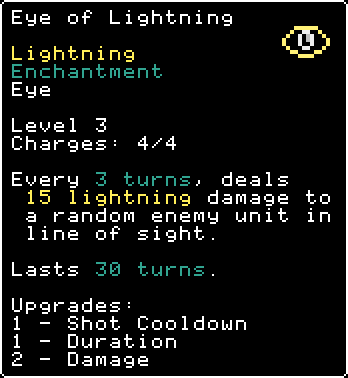 Eye of Lightning
Lightning
Enchantment
Eye
Level 3
Charges: 4/4
Every 3 turns, deals
15 lightning damage to
a random enemy unit in
line of sight.
Lasts 30 turns.
Upgrades:
1 - Shot Cooldown
1 - Duration
2 - Damage